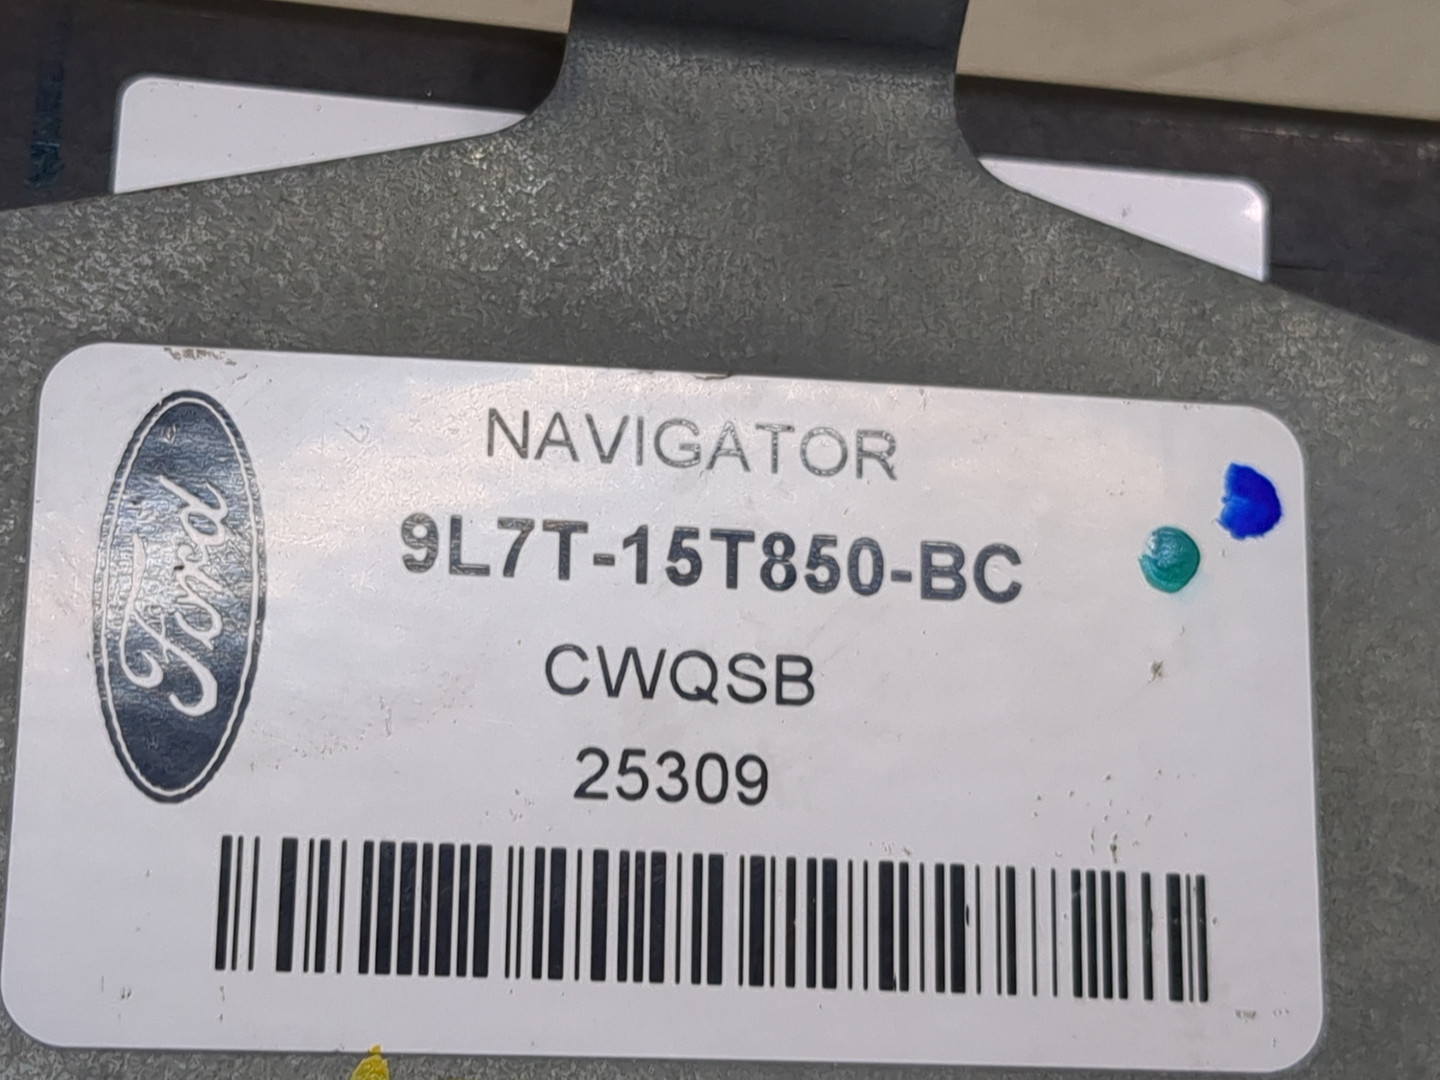 Ford
NAVIGATOR
9L7T-15T850-BC
CWQSB
25309